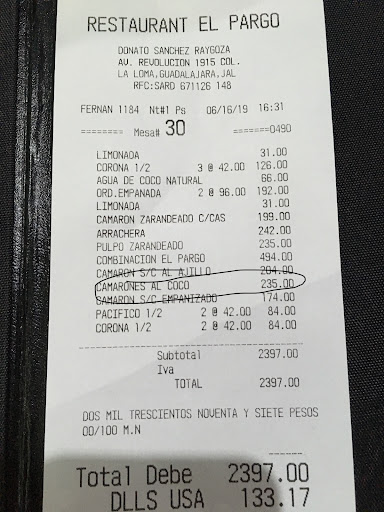 RESTAURANT EL PARGO
DONATO SANCHEZ RAYGOZA
AV. REVOLUCION 1915 COL.
LA LOMA,GUADALAJARA,JAL
RFC:SARD 671126 148
FERNAN 1184 Nt#1 Ps 06/16/19 16:31
======== Mesa# 30 =======0490
LIMONADA 31.00
CORONA 1/2 3 @ 42.00 126.00
AGUA DE COCO NATURAL 66.00
ORD.EMPANADA 2 @ 96.00 192.00
LIMONADA 31.00
CAMARON ZARANDEADO C/CAS 199.00
ARRACHERA 242.00
PULPO ZARANDEADO 235.00
COMBINACION EL PARGO 494.00
CAMARON S/C AL AJILLO 204.00
CAMARONES AL COCO 235.00
CAMARON S/C EMPANIZADO 174.00
PACIFICO 1/2 2 @ 42.00 84.00
CORONA 1/2 2 @ 42.00 84.00
Subtotal 2397.00
Iva
TOTAL 2397.00
DOS MIL TRESCIENTOS NOVENTA Y SIETE PESOS
00/100 M.N
Total Debe 2397.00
DLLS USA 133.17